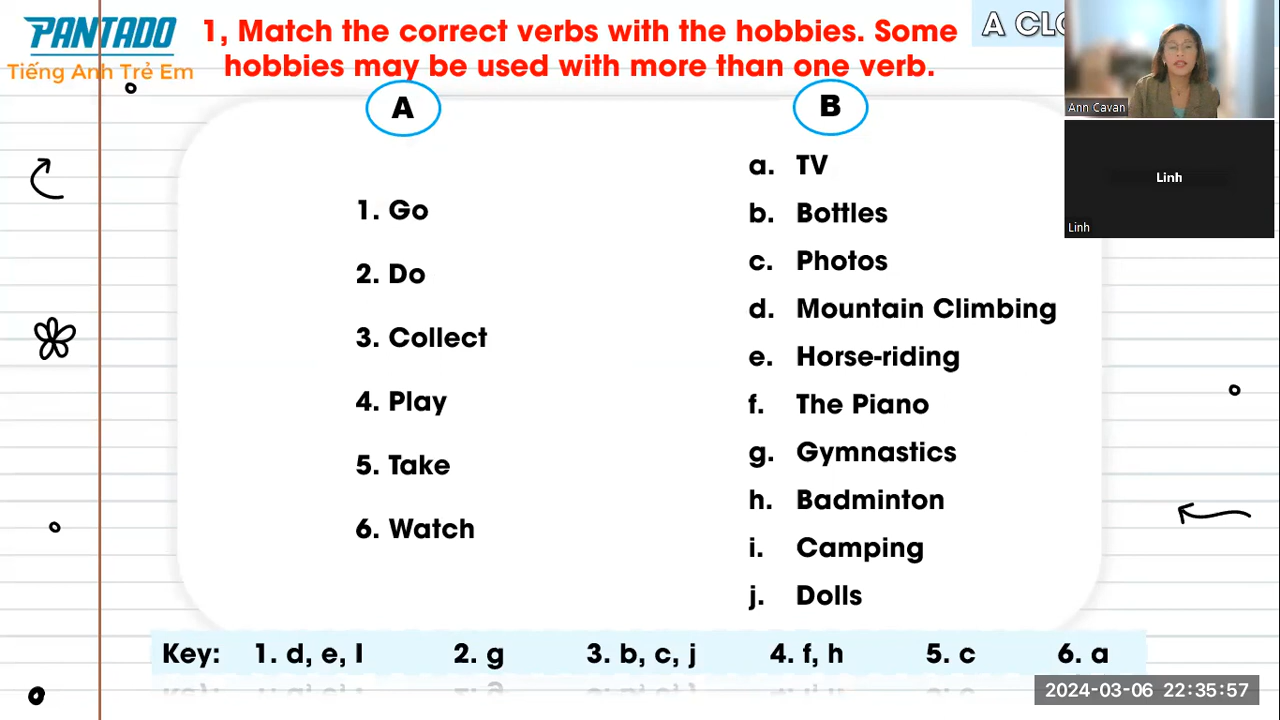 PANTADO
Tiếng Anh Trẻ Em
1, Match the correct verbs with the hobbies. Some
hobbies may be used with more than one verb.
A CLO
Ann Cavan
Linh
Linh
A
1. Go
2. Do
3. Collect
4. Play
5. Take
6. Watch
B
a. TV
b. Bottles
c. Photos
d. Mountain Climbing
e. Horse-riding
f. The Piano
g. Gymnastics
h. Badminton
i. Camping
j. Dolls
Key: 1. d, e, I 2. g 3. b, c, j 4. f, h 5. c 6. a
2024-03-06 22:35:57